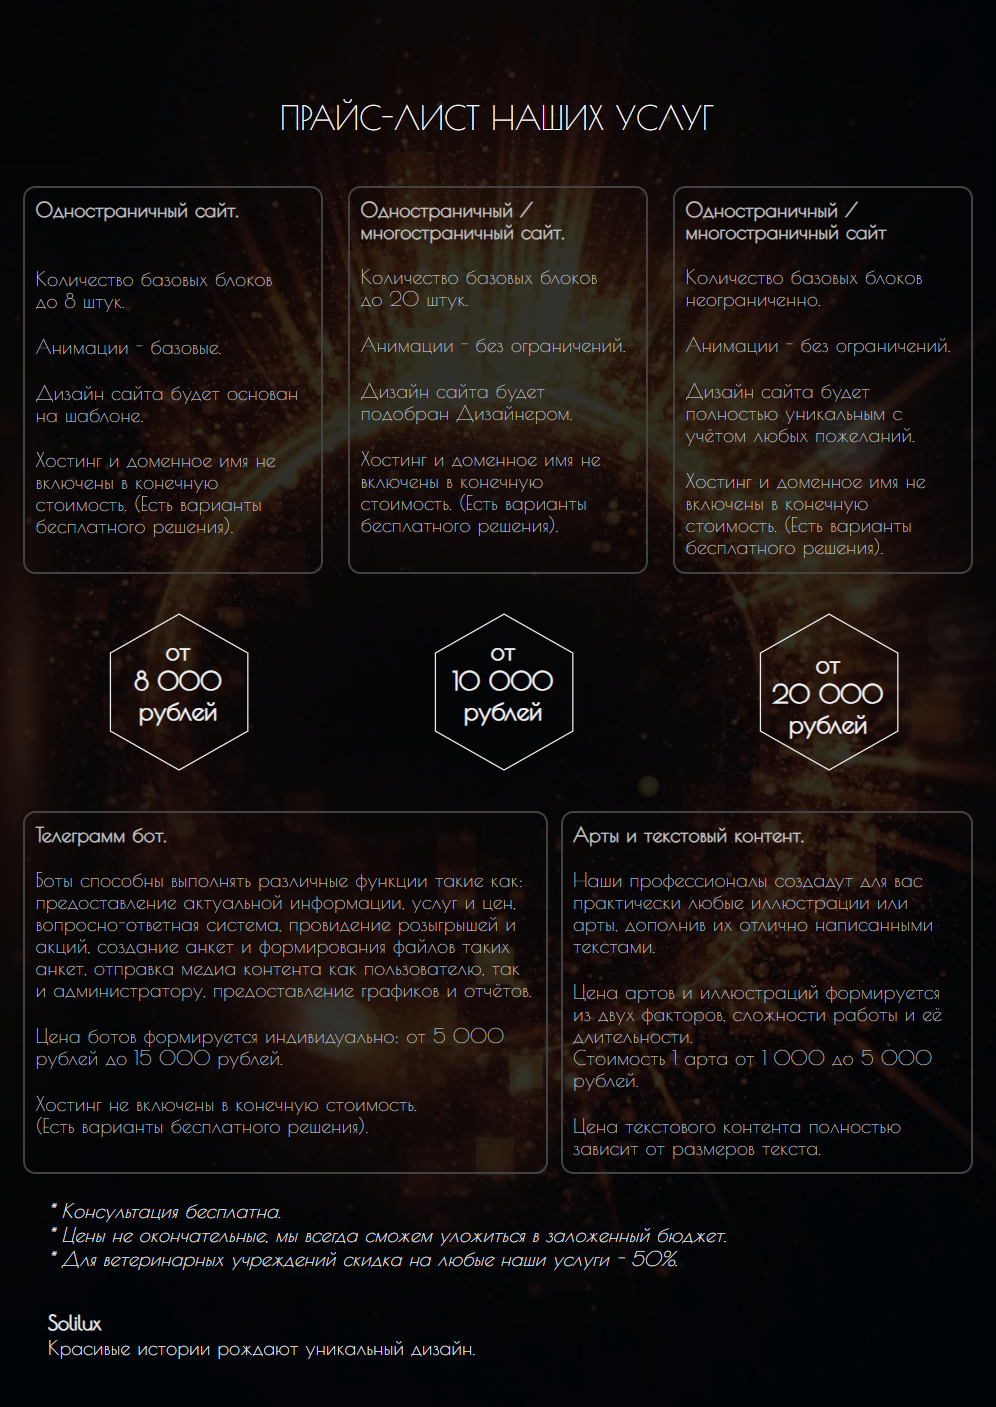 ПРАЙС-ЛИСТ НАШИХ УСЛУГ
Одностраничный сайт.
Количество базовых блоков
до 8 штук.
Анимации - базовые.
Дизайн сайта будет основан
на шаблоне.
Хостинг и доменное имя не
включены в конечную
стоимость. (Есть варианты
бесплатного решения).
Одностраничный /
многостраничный сайт.
Количество базовых блоков
до 20 штук.
Анимации - без ограничений.
Дизайн сайта будет
подобран Дизайнером.
Хостинг и доменное имя не
включены в конечную
стоимость. (Есть варианты
бесплатного решения).
Одностраничный /
многостраничный сайт
Количество базовых блоков
неограниченно.
Анимации - без ограничений.
Дизайн сайта будет
полностью уникальным с
учётом любых пожеланий.
Хостинг и доменное имя не
включены в конечную
стоимость. (Есть варианты
бесплатного решения).
от
8 000
рублей
от
10 000
рублей
от
20 000
рублей
Телеграмм бот.
Боты способны выполнять различные функции такие как:
предоставление актуальной информации, услуг и цен,
вопросно-ответная система, провидение розыгрышей и
акций, создание анкет и формирования файлов таких
анкет, отправка медиа контента как пользователю, так
и администратору, предоставление графиков и отчётов.
Цена ботов формируется индивидуально: от 5 000
рублей до 15 000 рублей.
Хостинг не включены в конечную стоимость.
(Есть варианты бесплатного решения).
Арты и текстовый контент.
Наши профессионалы создадут для вас
практически любые иллюстрации или
арты, дополнив их отлично написанными
текстами.
Цена артов и иллюстраций формируется
из двух факторов, сложности работы и её
длительности.
Стоимость 1 арта от 1 000 до 5 000
рублей.
Цена текстового контента полностью
зависит от размеров текста.
* Консультация бесплатна.
* Цены не окончательные, мы всегда сможем уложиться в заложенный бюджет.
* Для ветеринарных учреждений скидка на любые наши услуги - 50%.
Solilux
Красивые истории рождают уникальный дизайн.